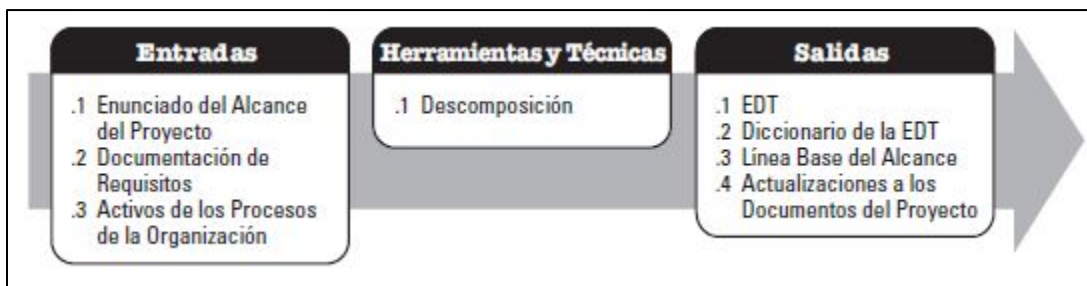 Entradas
.1 Enunciado del Alcance
del Proyecto
.2 Documentación de
Requisitos
.3 Activos de los Procesos
de la Organización
Herramientas y Técnicas
.1 Descomposición
Salidas
.1 EDT
.2 Diccionario de la EDT
.3 Línea Base del Alcance
.4 Actualizaciones a los
Documentos del Proyecto